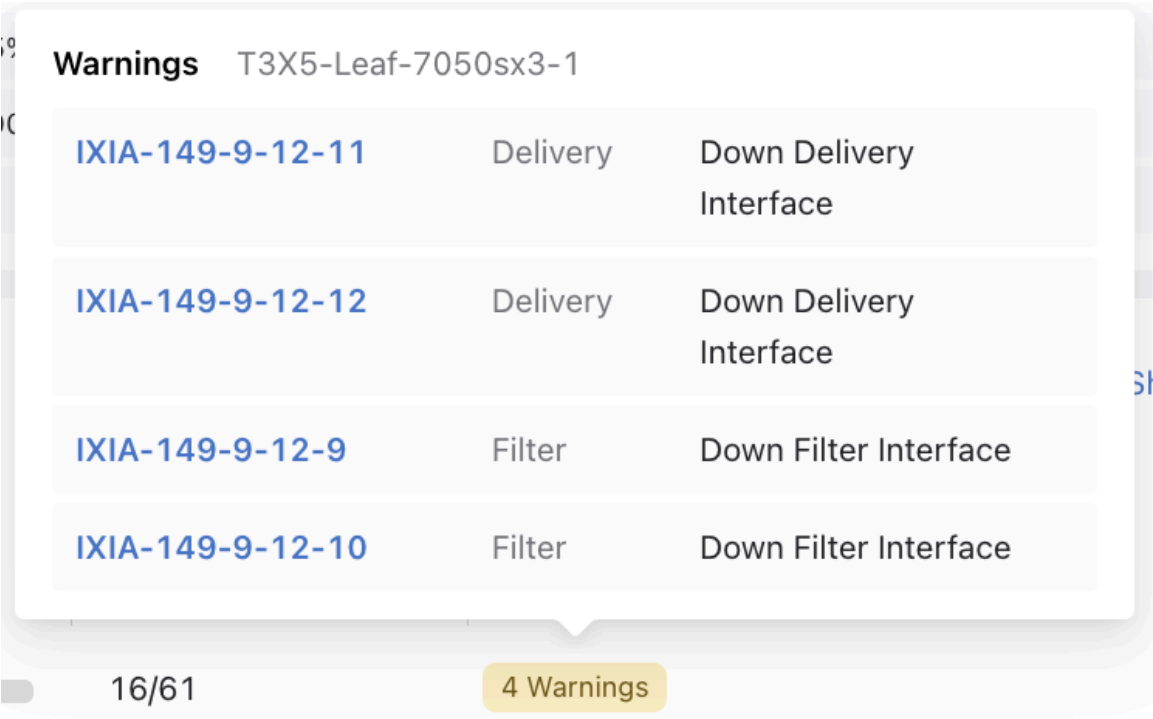 Warnings T3X5-Leaf-7050sx3-1
IXIA-149-9-12-11 Delivery Down Delivery
Interface
IXIA-149-9-12-12 Delivery Down Delivery
Interface
IXIA-149-9-12-9 Filter Down Filter Interface
IXIA-149-9-12-10 Filter Down Filter Interface
16/61 4 Warnings